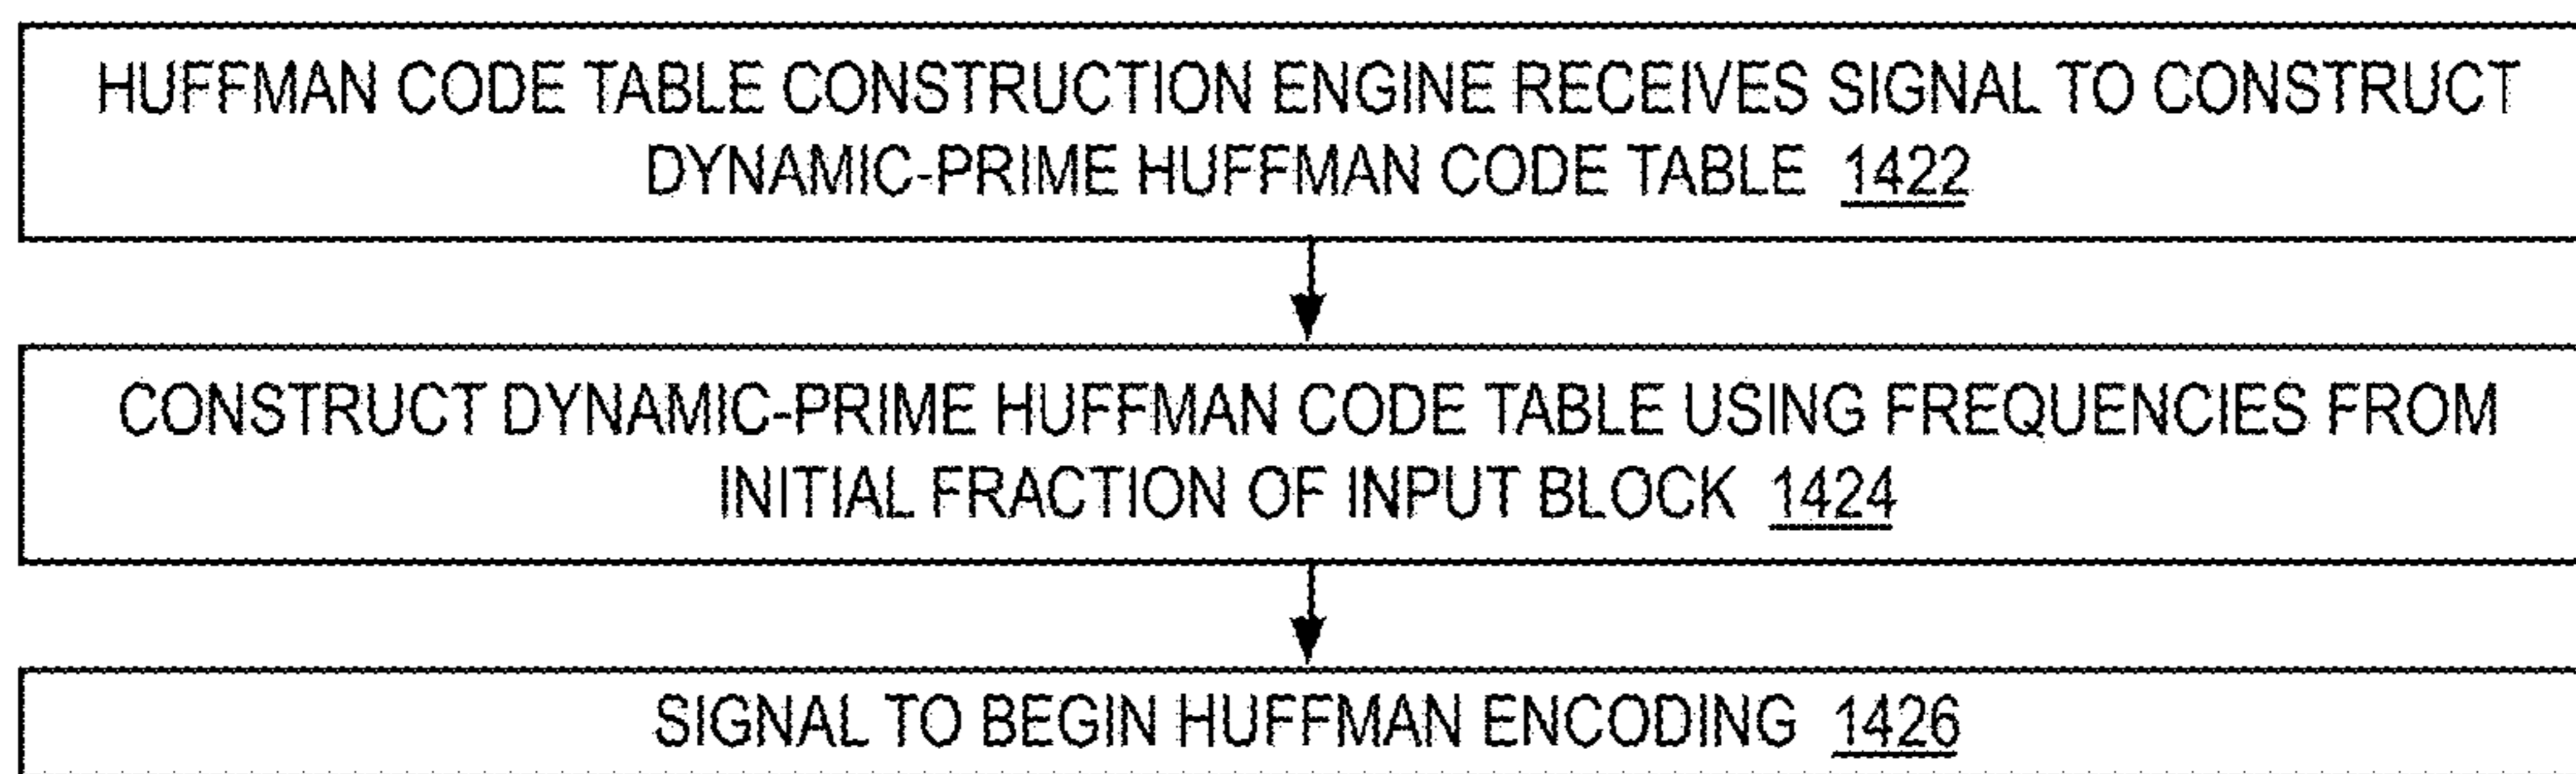 HUFFMAN CODE TABLE CONSTRUCTION ENGINE RECEIVES SIGNAL TO CONSTRUCT
DYNAMIC-PRIME HUFFMAN CODE TABLE 1422
CONSTRUCT DYNAMIC-PRIME HUFFMAN CODE TABLE USING FREQUENCIES FROM
INITIAL FRACTION OF INPUT BLOCK 1424
SIGNAL TO BEGIN HUFFMAN ENCODING 1426